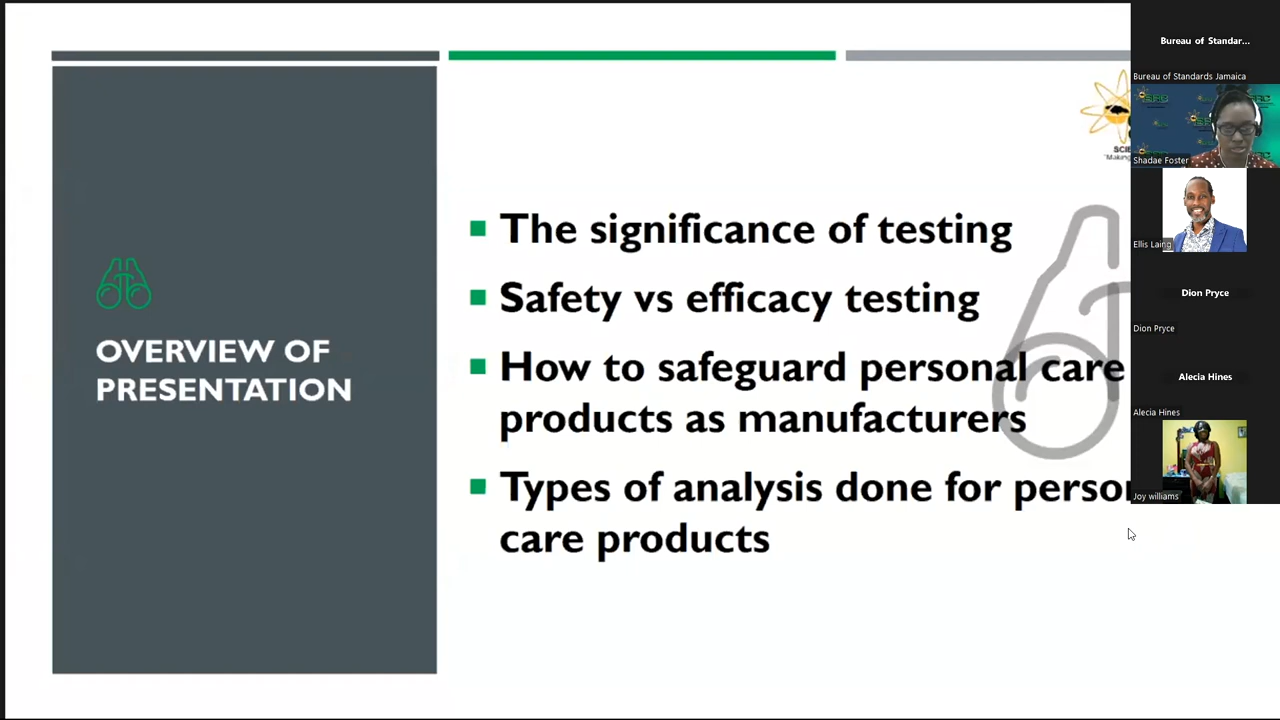 OVERVIEW OF
PRESENTATION
The significance of testing
Safety vs efficacy testing
How to safeguard personal care
products as manufacturers
Types of analysis done for
care products
Bureau of Standar...
Bureau of Standards Jamaica
Shadae Foster
Ellis Laing
Dion Pryce
Dion Pryce
Alecia Hines
Alecia Hines
Joy williams